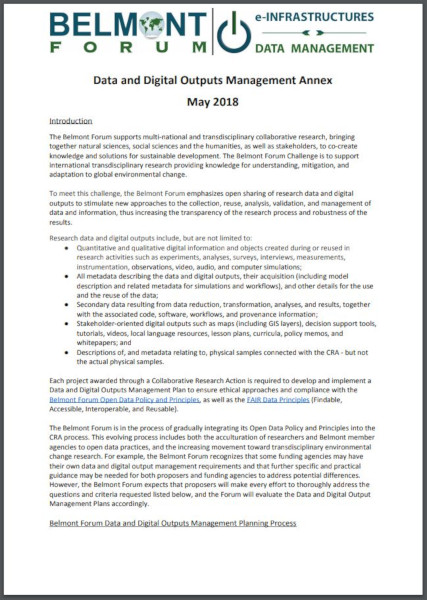 BELMONT
FORUM
e-INFRASTRUCTURES
DATA MANAGEMENT
Data and Digital Outputs Management Annex
May 2018
Introduction
The Belmont Forum supports multi-national and transdisciplinary collaborative research, bringing
together natural sciences, social sciences and the humanities, as well as stakeholders, to co-create
knowledge and solutions for sustainable development. The Belmont Forum Challenge is to support
international transdisciplinary research providing knowledge for understanding, mitigation, and
adaptation to global environmental change.
To meet this challenge, the Belmont Forum emphasizes open sharing of research data and digital
outputs to stimulate new approaches to the collection, reuse, analysis, validation, and management of
data and information, thus increasing the transparency of the research process and robustness of the
results.
Research data and digital outputs include, but are not limited to:
• Quantitative and qualitative digital information and objects created during or reused in
research activities such as experiments, analyses, surveys, interviews, measurements,
instrumentation, observations, video, audio, and computer simulations;
• All metadata describing the data and digital outputs, their acquisition (including model
description and related metadata for simulations and workflows), and other details for the use
and the reuse of the data;
• Secondary data resulting from data reduction, transformation, analyses, and results, together
with the associated code, software, workflows, and provenance information;
• Stakeholder-oriented digital outputs such as maps (including GIS layers), decision support tools,
tutorials, videos, local language resources, lesson plans, curricula, policy memos, and
whitepapers; and
• Descriptions of, and metadata relating to, physical samples connected with the CRA - but not
the actual physical samples.
Each project awarded through a Collaborative Research Action is required to develop and implement a
Data and Digital Outputs Management Plan to ensure ethical approaches and compliance with the
Belmont Forum Open Data Policy and Principles, as well as the FAIR Data Principles (Findable,
Accessible, Interoperable, and Reusable).
The Belmont Forum is in the process of gradually integrating its Open Data Policy and Principles into the
CRA process. This evolving process includes both the acculturation of researchers and Belmont member
agencies to open data practices, and the increasing movement toward transdisciplinary environmental
change research. For example, the Belmont Forum recognizes that some funding agencies may have
their own data and digital output management requirements and that further specific and practical
guidance may be needed for both proposers and funding agencies to address potential differences.
However, the Belmont Forum expects that proposers will make every effort to thoroughly address the
questions and criteria requested listed below, and the Forum will evaluate the Data and Digital Output
Management Plans accordingly.
Belmont Forum Data and Digital Outputs Management Planning Process